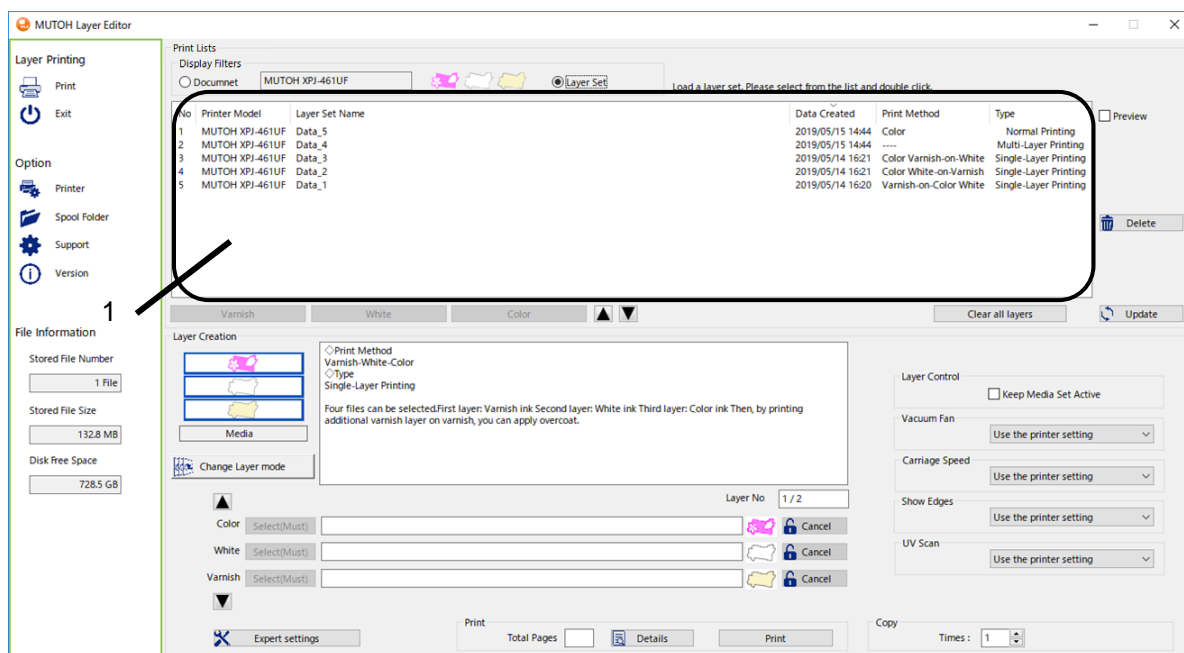 MUTOH Layer Editor
Layer Printing
Print
Exit
Option
Printer
Spool Folder
Support
Version
File Information
Stored File Number
1 File
Stored File Size
132.8 MB
Disk Free Space
728.5 GB
Print Lists
Display Filters
Documnet MUTOH XPJ-461UF Layer Set Load a layer set. Please select from the list and double click.
No Printer Model Layer Set Name Data Created Print Method Type
1 MUTOH XPJ-461UF Data_5 2019/05/15 14:44 Color Normal Printing
2 MUTOH XPJ-461UF Data_4 2019/05/15 14:44 ---- Multi-Layer Printing
3 MUTOH XPJ-461UF Data_3 2019/05/14 16:21 Color Varnish-on-White Single-Layer Printing
4 MUTOH XPJ-461UF Data_2 2019/05/14 16:21 Color White-on-Varnish Single-Layer Printing
5 MUTOH XPJ-461UF Data_1 2019/05/14 16:20 Varnish-on-Color White Single-Layer Printing
Preview
Delete
1
Varnish White Color Clear all layers Update
Layer Creation
◇Print Method
Varnish-White-Color
◇Type
Single-Layer Printing
Four files can be selected.First layer: Varnish ink Second layer: White ink Third layer: Color ink Then, by printing
additional varnish layer on varnish, you can apply overcoat.
Media
Change Layer mode
Layer No 1 / 2
Color Select(Must) Cancel
White Select(Must) Cancel
Varnish Select(Must) Cancel
Layer Control
Keep Media Set Active
Vacuum Fan
Use the printer setting
Carriage Speed
Use the printer setting
Show Edges
Use the printer setting
UV Scan
Use the printer setting
Expert settings
Print
Total Pages Details Print
Copy
Times : 1